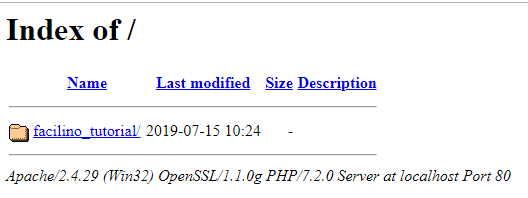 Index of /
Name Last modified Size Description
facilino_tutorial/ 2019-07-15 10:24 -
Apache/2.4.29 (Win32) OpenSSL/1.1.0g PHP/7.2.0 Server at localhost Port 80